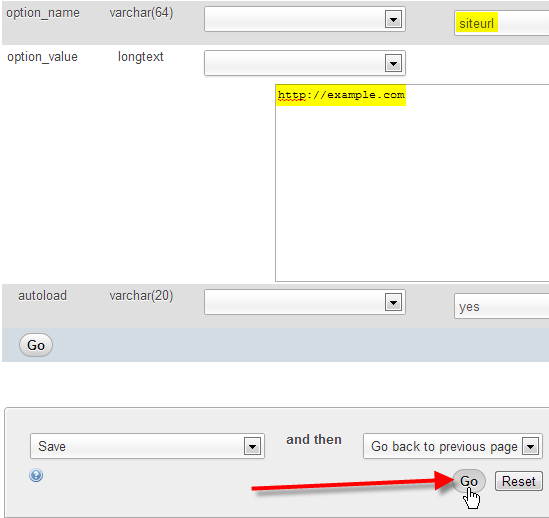 option_name varchar(64) siteurl
option_value longtext
http://example.com
autoload varchar(20) yes
Go
Save and then Go back to previous page
Go Reset